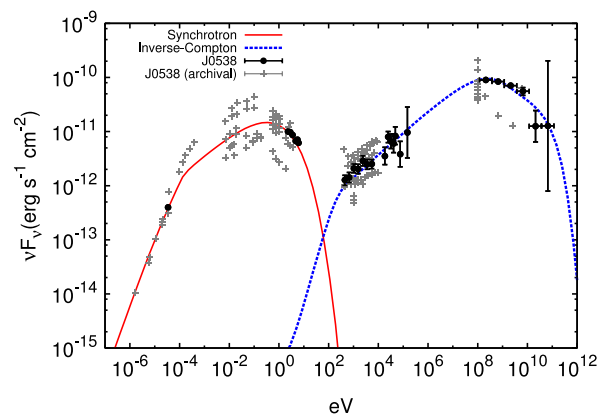 Synchrotron
Inverse-Compton
J0538
J0538 (archival)
10^-9
10^-10
10^-11
10^-12
10^-13
10^-14
10^-15
νFν(erg s^-1 cm^-2)
10^-6 10^-4 10^-2 10^0 10^2 10^4 10^6 10^8 10^10 10^12
eV